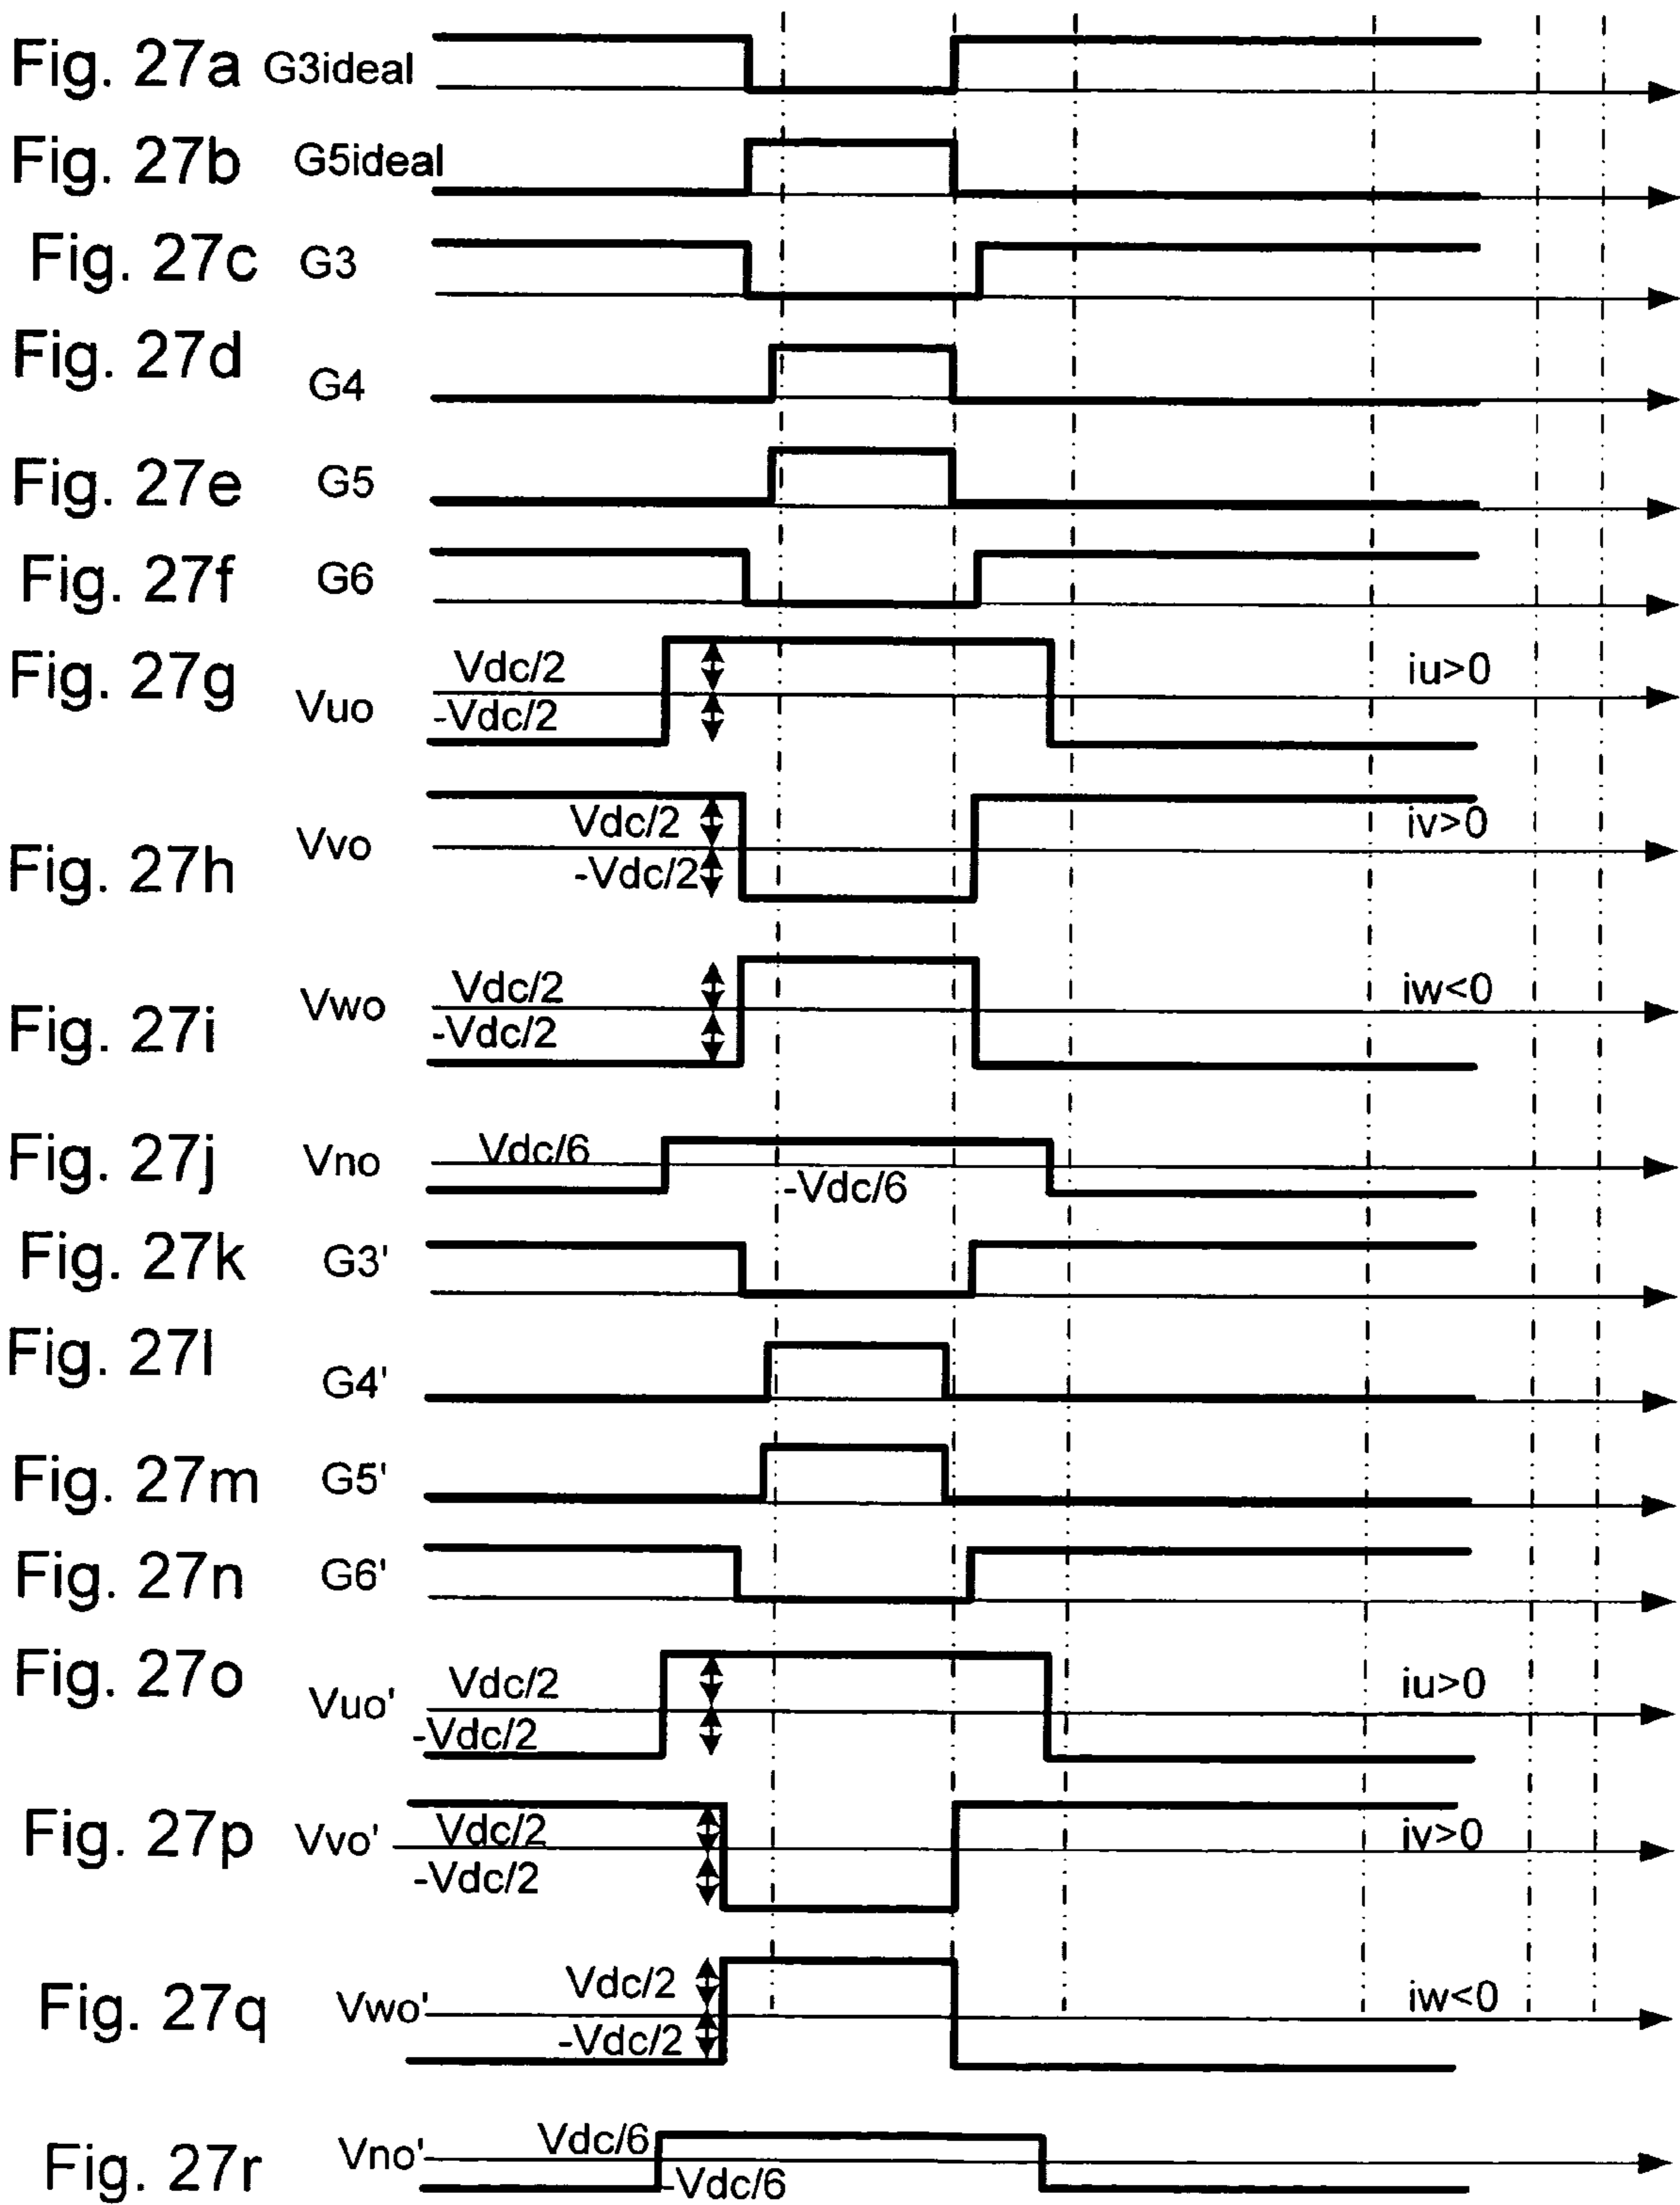 Fig. 27a G3ideal
Fig. 27b G5ideal
Fig. 27c G3
Fig. 27d G4
Fig. 27e G5
Fig. 27f G6
Fig. 27g Vuo Vdc/2 -Vdc/2 iu>0
Fig. 27h Vvo Vdc/2 -Vdc/2 iv>0
Fig. 27i Vwo Vdc/2 -Vdc/2 iw<0
Fig. 27j Vno Vdc/6 -Vdc/6
Fig. 27k G3'
Fig. 27l G4'
Fig. 27m G5'
Fig. 27n G6'
Fig. 27o Vuo' Vdc/2 -Vdc/2 iu>0
Fig. 27p Vvo' Vdc/2 -Vdc/2 iv>0
Fig. 27q Vwo' Vdc/2 -Vdc/2 iw<0
Fig. 27r Vno' Vdc/6 -Vdc/6